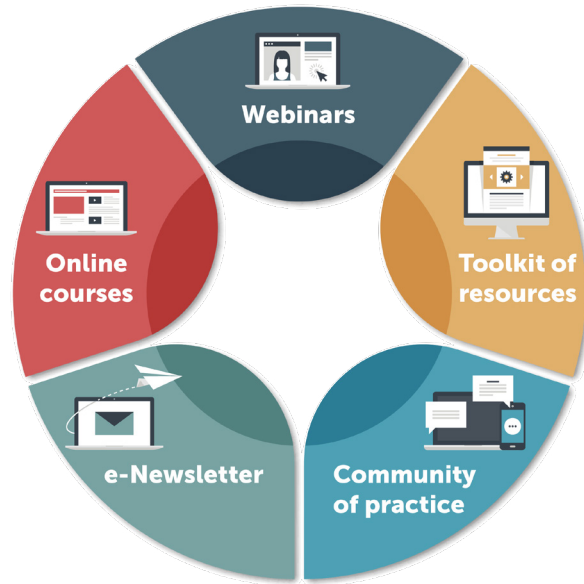 Webinars
Toolkit of
resources
Community
of practice
e-Newsletter
Online
courses